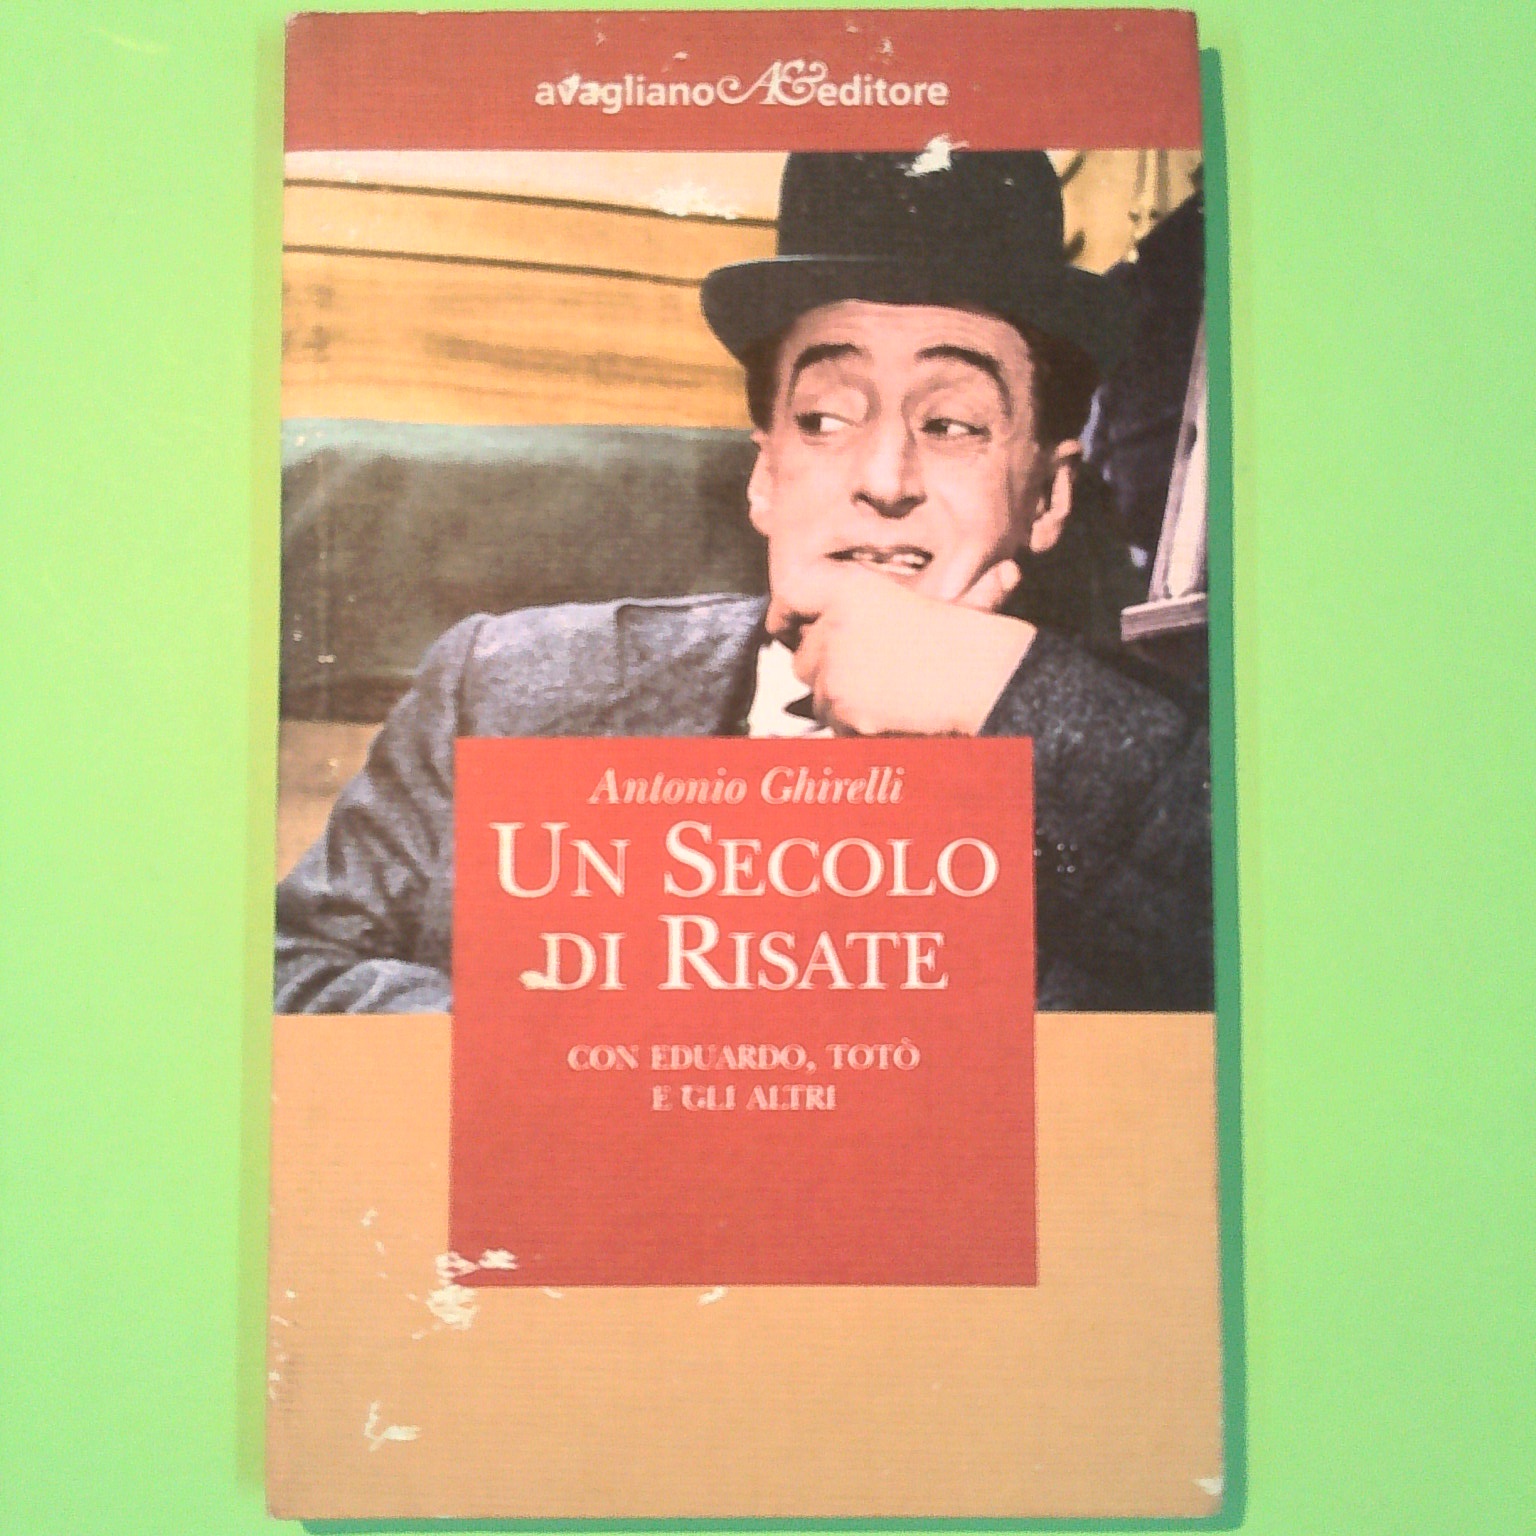 avagliano A&editore
Antonio Ghirelli
UN SECOLO
DI RISATE
CON EDUARDO, TOTÒ
E GLI ALTRI